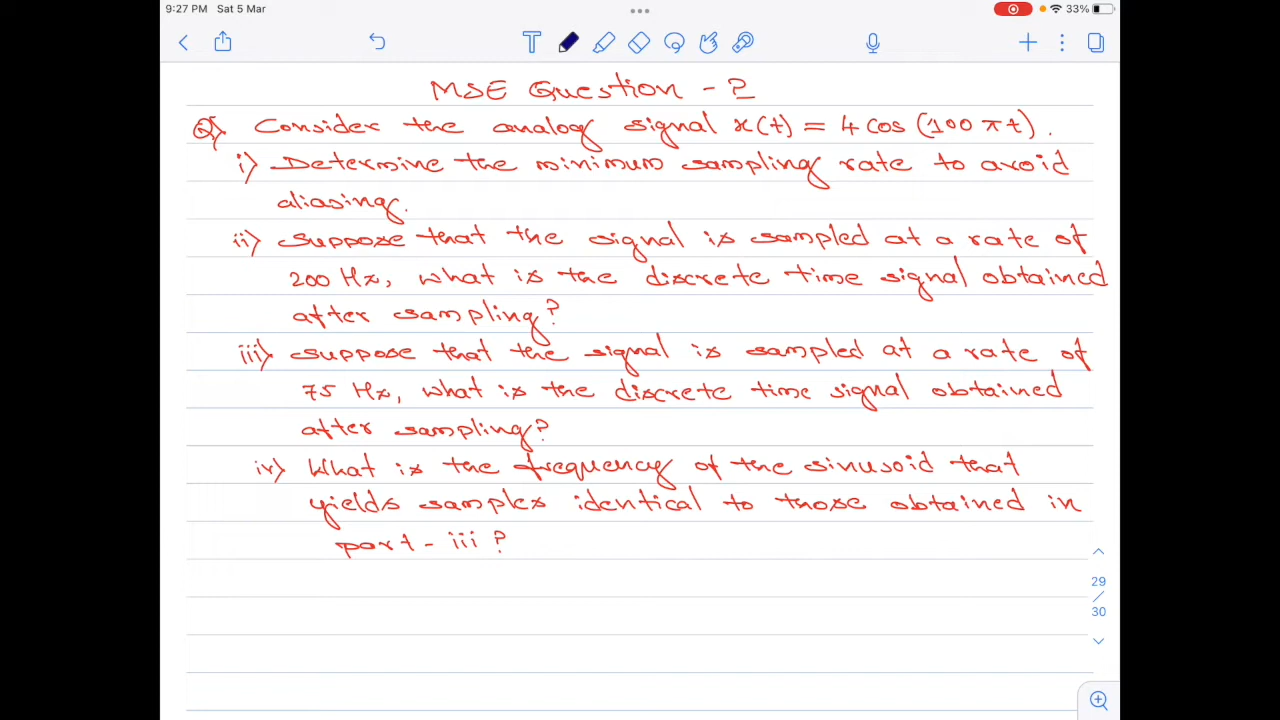 9:27 PM Sat 5 Mar
33%
MSE Question - 2
Q) Consider the analog signal x(t) = 4 cos (100 πt).
i) Determine the minimum sampling rate to avoid
aliasing.
ii) Suppose that the signal is sampled at a rate of
200 Hz, what is the discrete time signal obtained
after sampling?
iii) Suppose that the signal is sampled at a rate of
75 Hz, what is the discrete time signal obtained
after sampling?
iv) What is the frequency of the sinusoid that
yields samples identical to those obtained in
part - iii ?
29
/
30